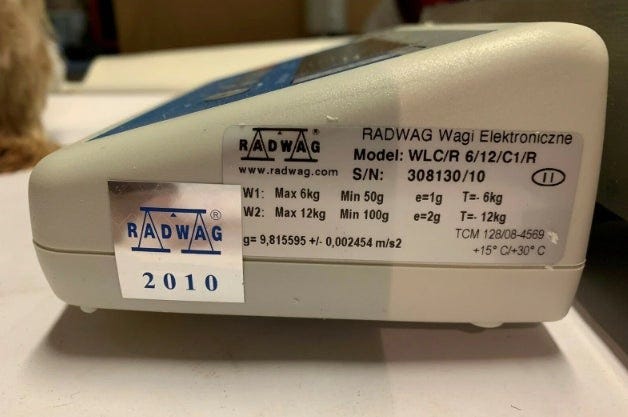 RADWAG®
www.radwag.com
RADWAG Wagi Elektroniczne
Model: WLC/R 6/12/C1/R
S/N: 308130/10
II
W1: Max 6kg Min 50g e=1g T=- 6kg
W2: Max 12kg Min 100g e=2g T=- 12kg
g= 9,815595 +/- 0,002454 m/s2
TCM 128/08-4569
+15° C/+30° C
RADWAG®
2010